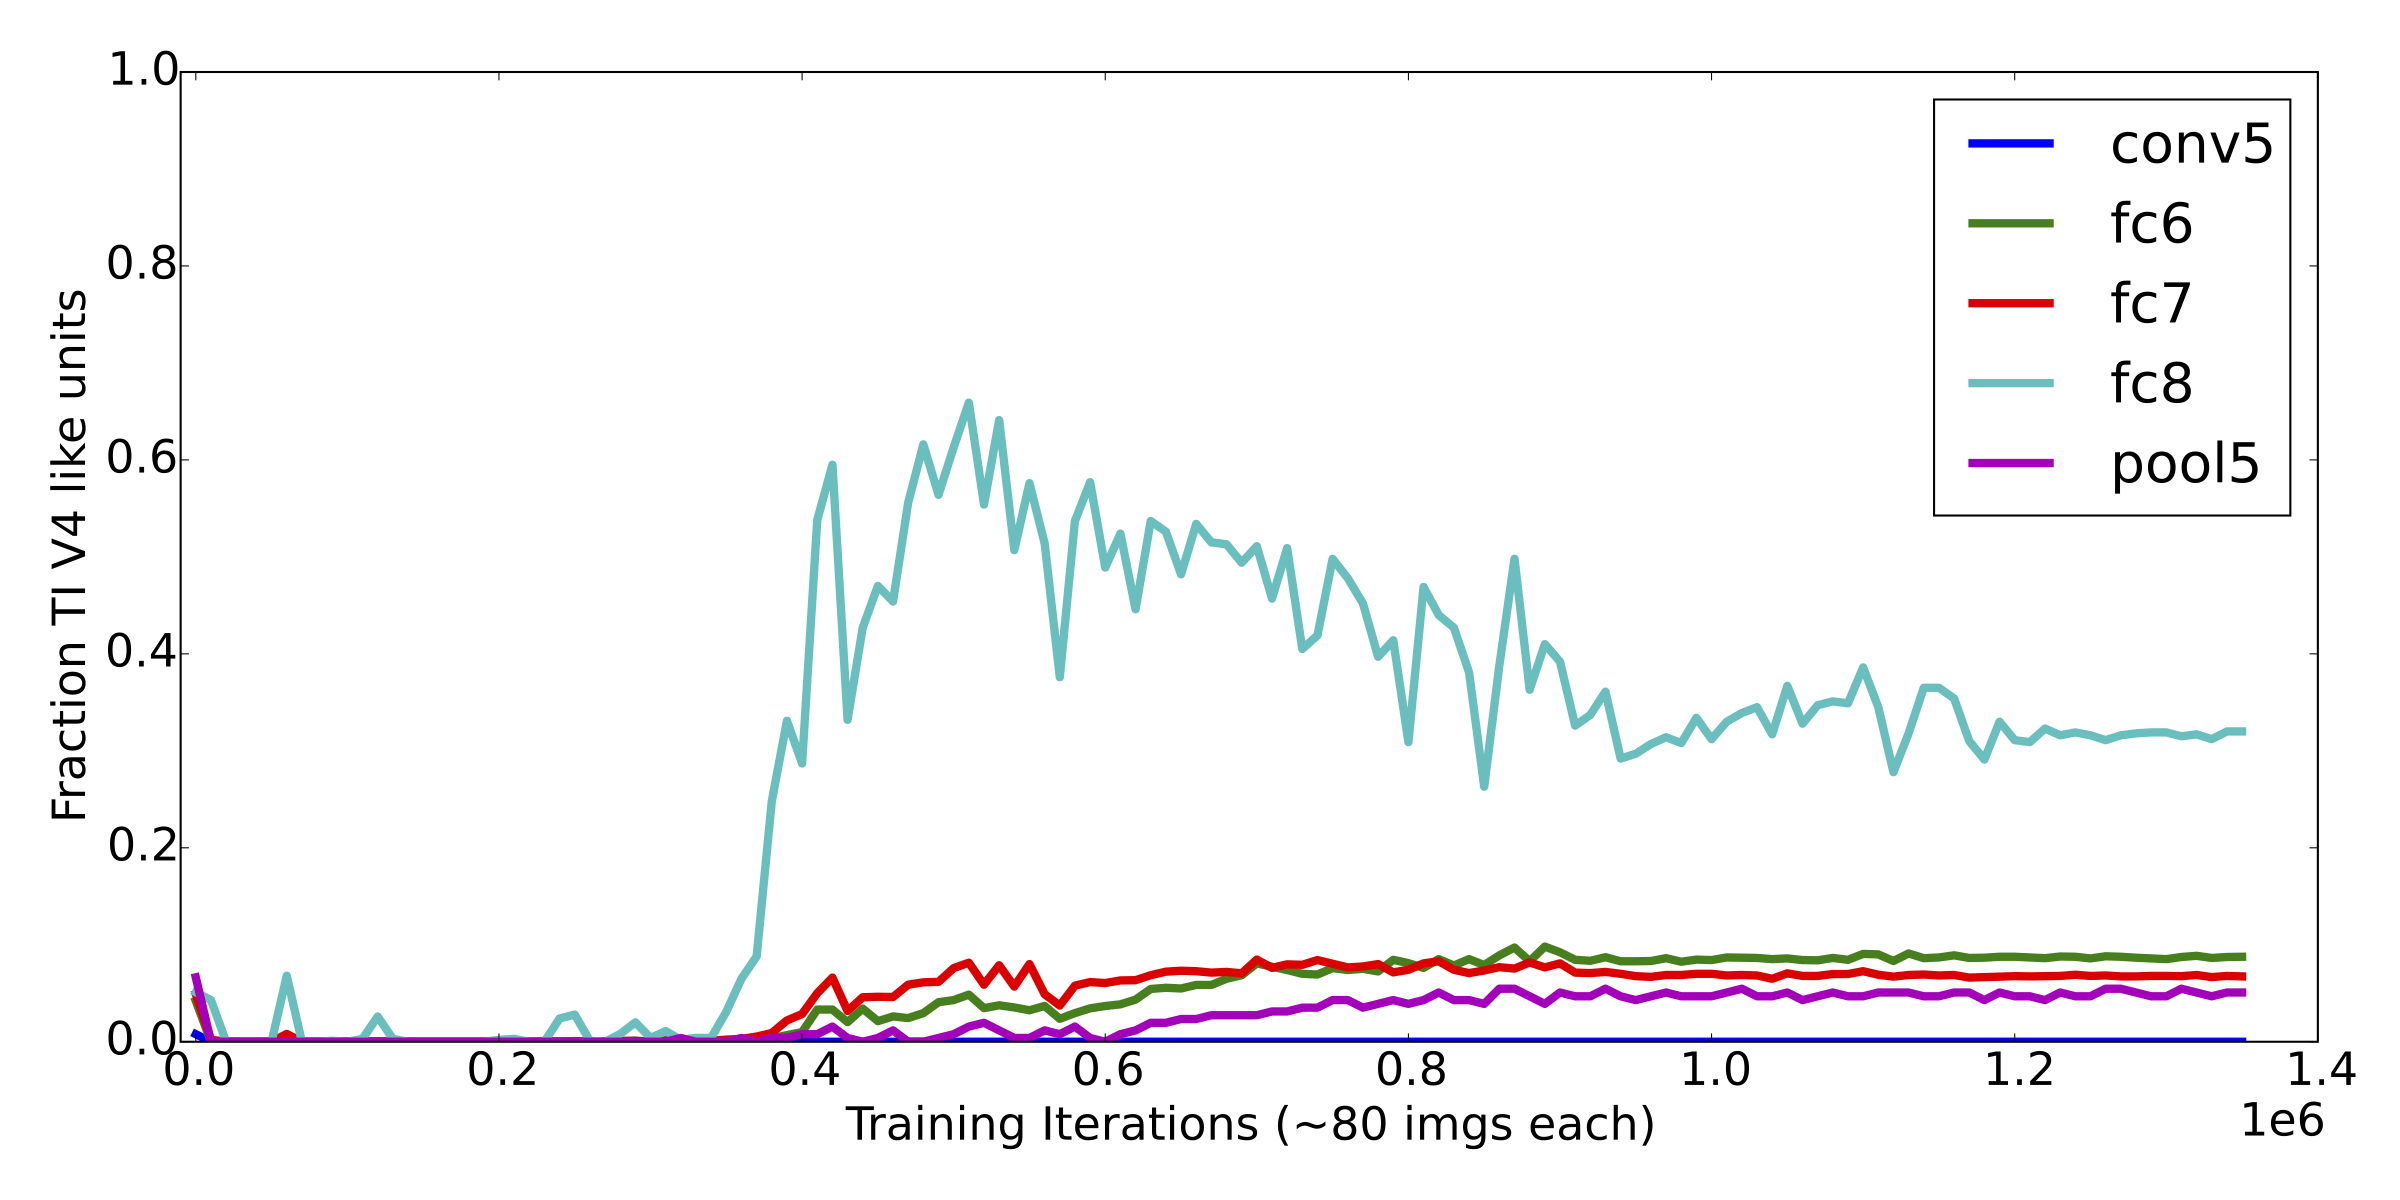 Fraction TI V4 like units
1.0
0.8
0.6
0.4
0.2
0.0
conv5
fc6
fc7
fc8
pool5
0.0 0.2 0.4 0.6 0.8 1.0 1.2 1.4
Training Iterations (~80 imgs each)
1e6